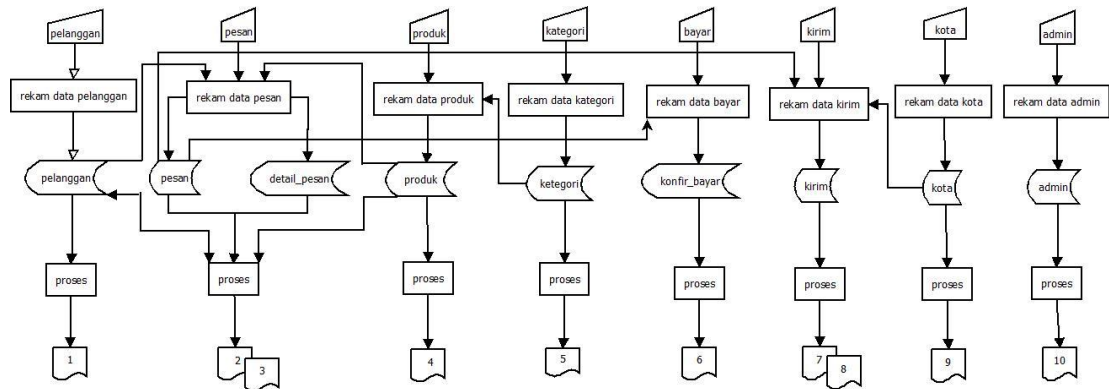 pelanggan
pesan
produk
kategori
bayar
kirim
kota
admin
rekam data pelanggan
rekam data pesan
rekam data produk
rekam data kategori
rekam data bayar
rekam data kirim
rekam data kota
rekam data admin
pelanggan
pesan
detail_pesan
produk
ketegori
konfir_bayar
kirim
kota
admin
proses
proses
proses
proses
proses
proses
proses
proses
1
2
3
4
5
6
7
8
9
10